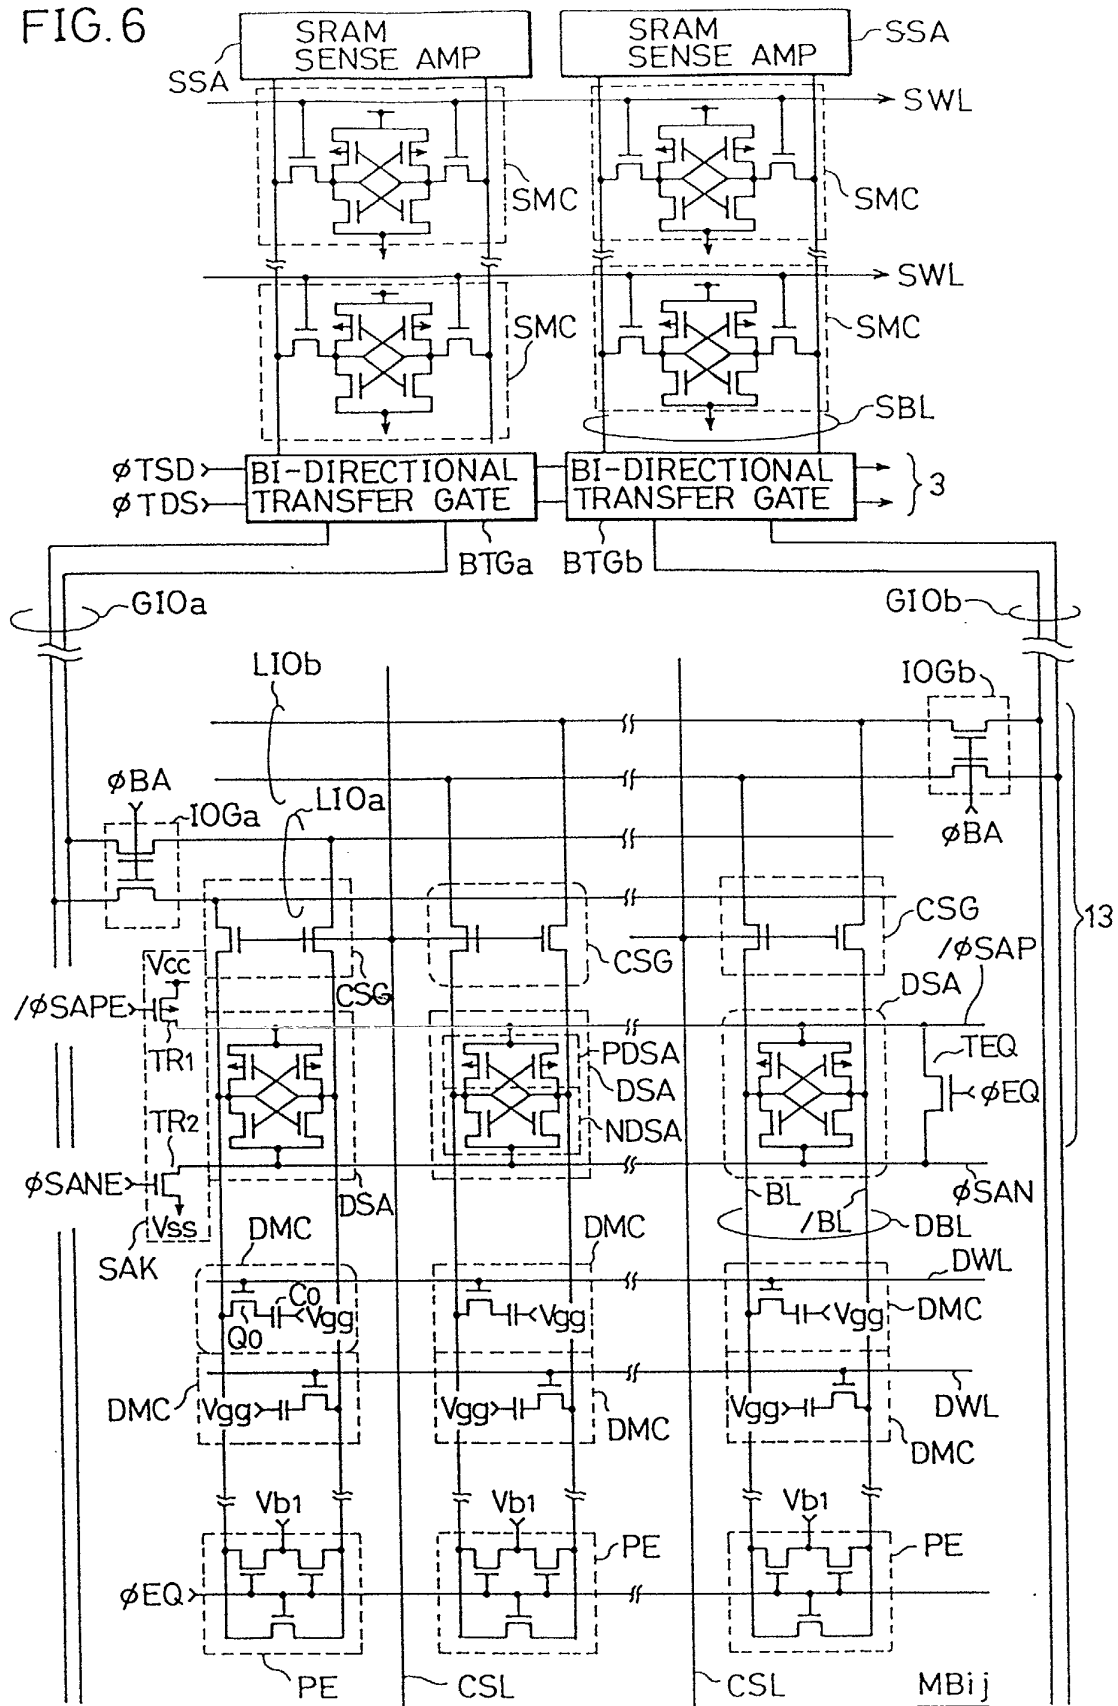 FIG. 6
SRAM
SENSE AMP
SRAM
SENSE AMP
SSA
SSA
SWL
SMC
SMC
SWL
SMC
SMC
SBL
φTSD
φTDS
BI-DIRECTIONAL
TRANSFER GATE
BI-DIRECTIONAL
TRANSFER GATE
3
BTGa
BTGb
GIOa
GIOb
LIOb
IOGb
φBA
LIOa
IOGa
φBA
13
CSG
CSG
CSG
/φSAP
Vcc
/φSAPE
DSA
TR1
PDSA
DSA
TEQ
φEQ
TR2
NDSA
φSANE
DSA
BL
φSAN
Vss
/BL
DBL
SAK
DMC
DMC
DWL
C0
Vgg
Q0
Vgg
Vgg
DMC
DMC
Vgg
Vgg
DMC
Vgg
DWL
DMC
Vb1
Vb1
Vb1
PE
PE
φEQ
PE
CSL
CSL
MBij